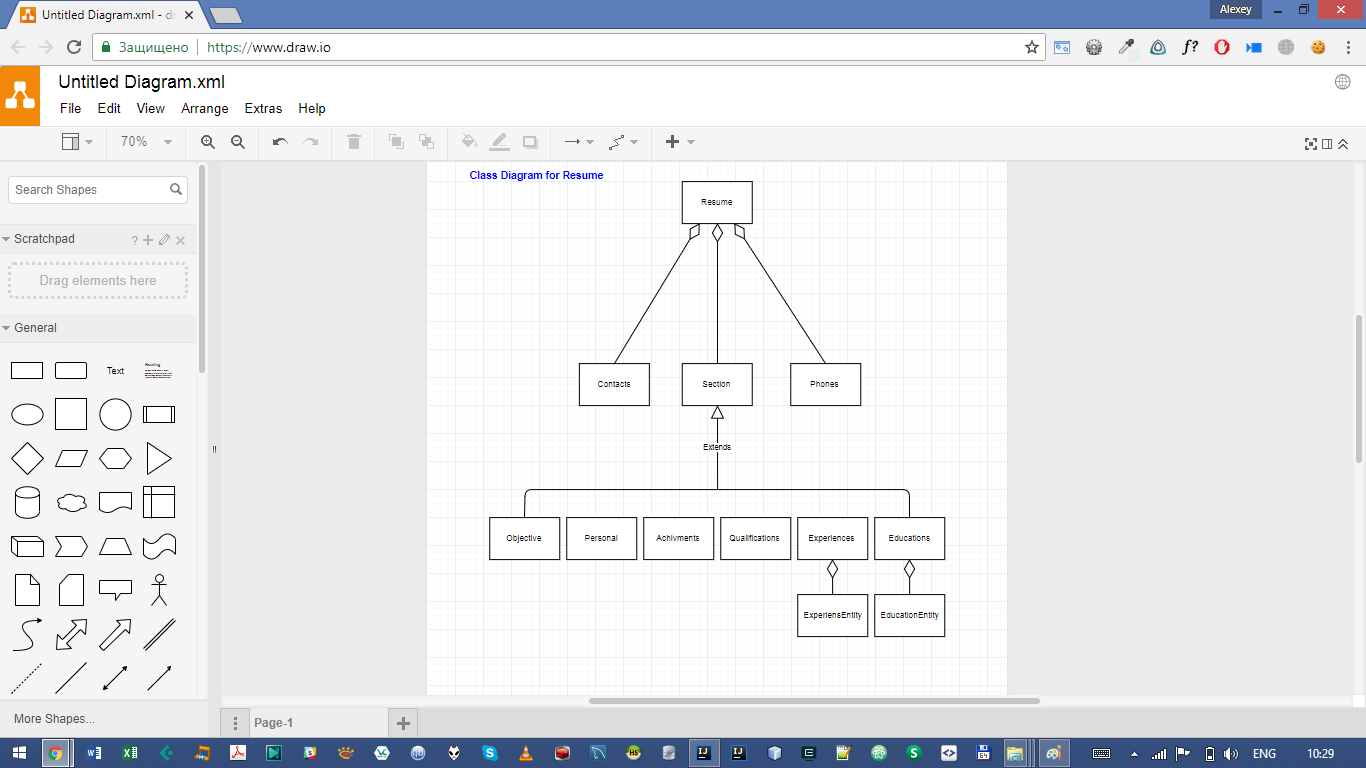 Untitled Diagram.xml - dr
Alexey
Защищено
https://www.draw.io
f?
Untitled Diagram.xml
File Edit View Arrange Extras Help
70%
Search Shapes
Scratchpad
?
Drag elements here
General
Text
Heading
More Shapes...
Class Diagram for Resume
Resume
Contacts
Section
Phones
Extends
Objective
Personal
Achivments
Qualifications
Experiences
Educations
ExperiensEntity
EducationEntity
Page-1
ENG
10:29